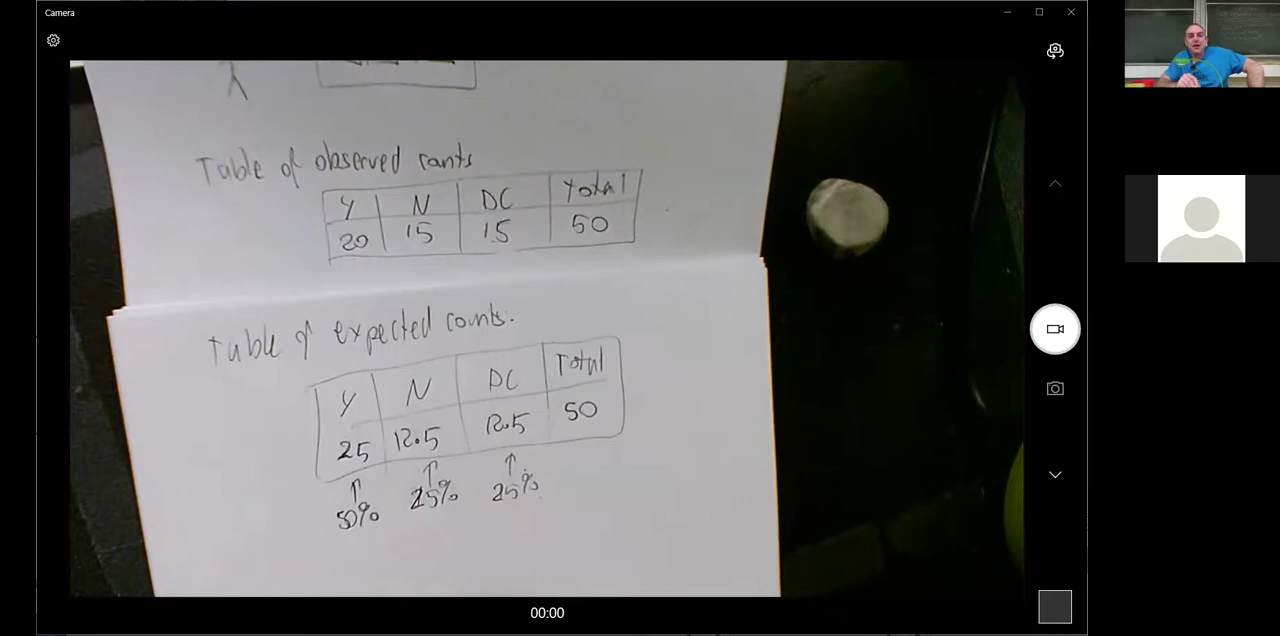 Camera
Table of observed counts
Y N DC Total
20 15 15 50
Table of expected counts.
Y N DC Total
25 12.5 12.5 50
↑ ↑ ↑
50% 25% 25%
00:00